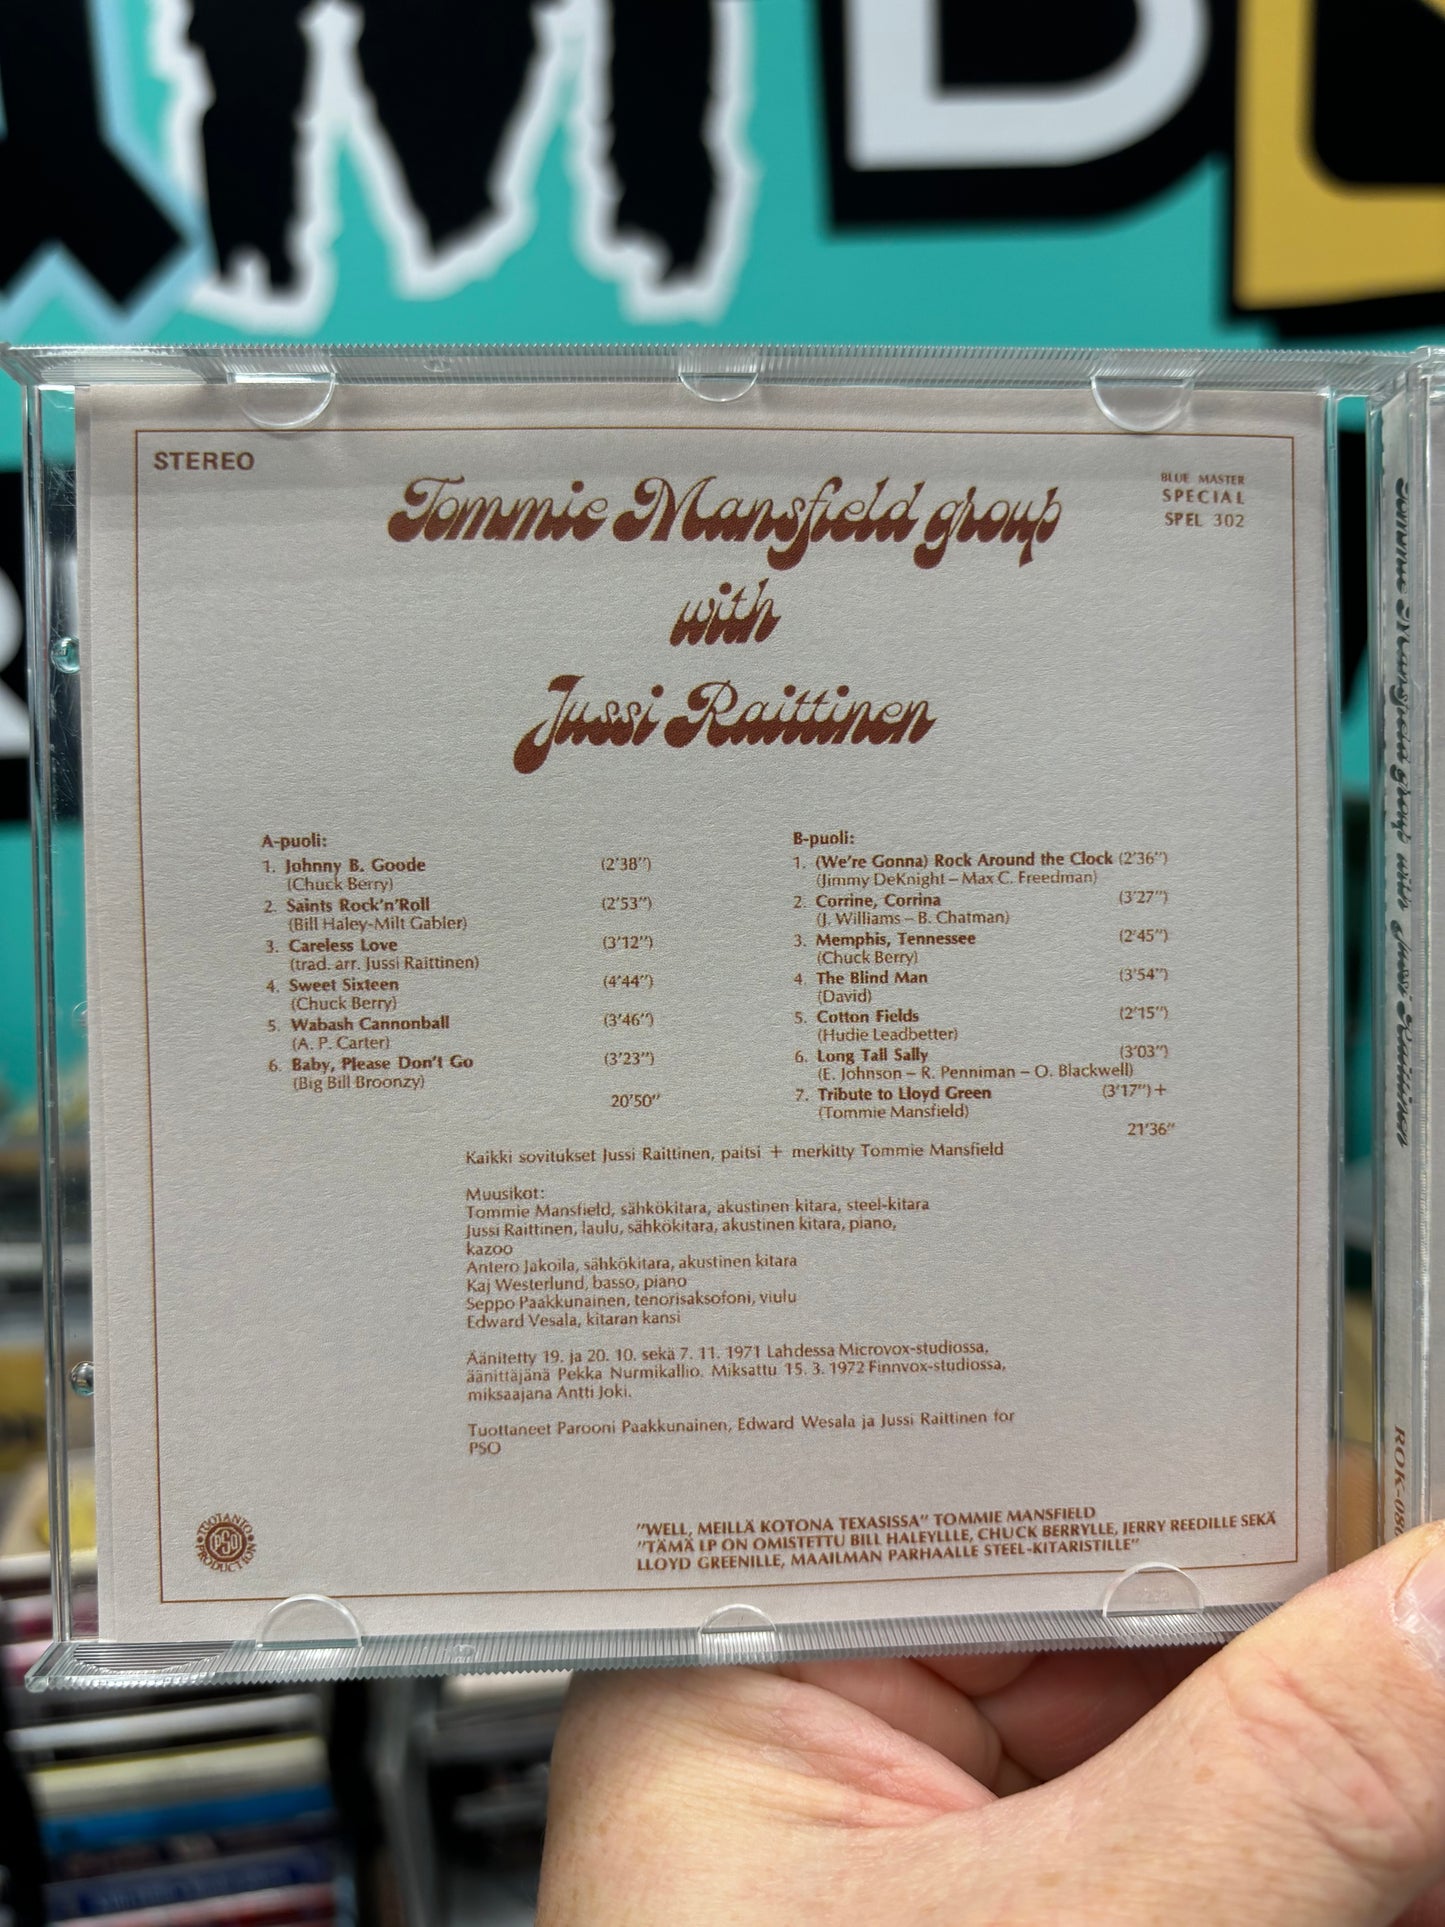 STEREO
BLUE MASTER
SPECIAL
SPEL 302
Tommie Mansfield group
with
Jussi Raittinen
A-puoli:
1. Johnny B. Goode (2'38")
(Chuck Berry)
2. Saints Rock'n'Roll (2'53")
(Bill Haley-Milt Gabler)
3. Careless Love (3'12")
(trad. arr. Jussi Raittinen)
4. Sweet Sixteen (4'44")
(Chuck Berry)
5. Wabash Cannonball (3'46")
(A. P. Carter)
6. Baby, Please Don't Go (3'23")
(Big Bill Broonzy)
20'50"
B-puoli:
1. (We're Gonna) Rock Around the Clock (2'36")
(Jimmy DeKnight – Max C. Freedman)
2. Corrine, Corrina (3'27")
(J. Williams – B. Chatman)
3. Memphis, Tennessee (2'45")
(Chuck Berry)
4. The Blind Man (3'54")
(David)
5. Cotton Fields (2'15")
(Hudie Leadbetter)
6. Long Tall Sally (3'03")
(E. Johnson – R. Penniman – O. Blackwell)
7. Tribute to Lloyd Green (3'17") +
(Tommie Mansfield)
21'36"
Kaikki sovitukset Jussi Raittinen, paitsi + merkitty Tommie Mansfield
Muusikot:
Tommie Mansfield, sähkökitara, akustinen kitara, steel-kitara
Jussi Raittinen, laulu, sähkökitara, akustinen kitara, piano,
kazoo
Antero Jakoila, sähkökitara, akustinen kitara
Kaj Westerlund, basso, piano
Seppo Paakkunainen, tenorisaksofoni, viulu
Edward Vesala, kitaran kansi
Äänitetty 19. ja 20. 10. sekä 7. 11. 1971 Lahdessa Microvox-studiossa,
äänittäjänä Pekka Nurmikallio. Miksattu 15. 3. 1972 Finnvox-studiossa,
miksaajana Antti Joki.
Tuottaneet Parooni Paakkunainen, Edward Wesala ja Jussi Raittinen for
PSO
TUOTANTO
PSO
PRODUCTION
"WELL, MEILLÄ KOTONA TEXASISSA" TOMMIE MANSFIELD
"TÄMÄ LP ON OMISTETTU BILL HALEYLLLE, CHUCK BERRYLLE, JERRY REEDILLE SEKÄ
LLOYD GREENILLE, MAAILMAN PARHAALLE STEEL-KITARISTILLE"
Tommie Mansfield group with Jussi Raittinen